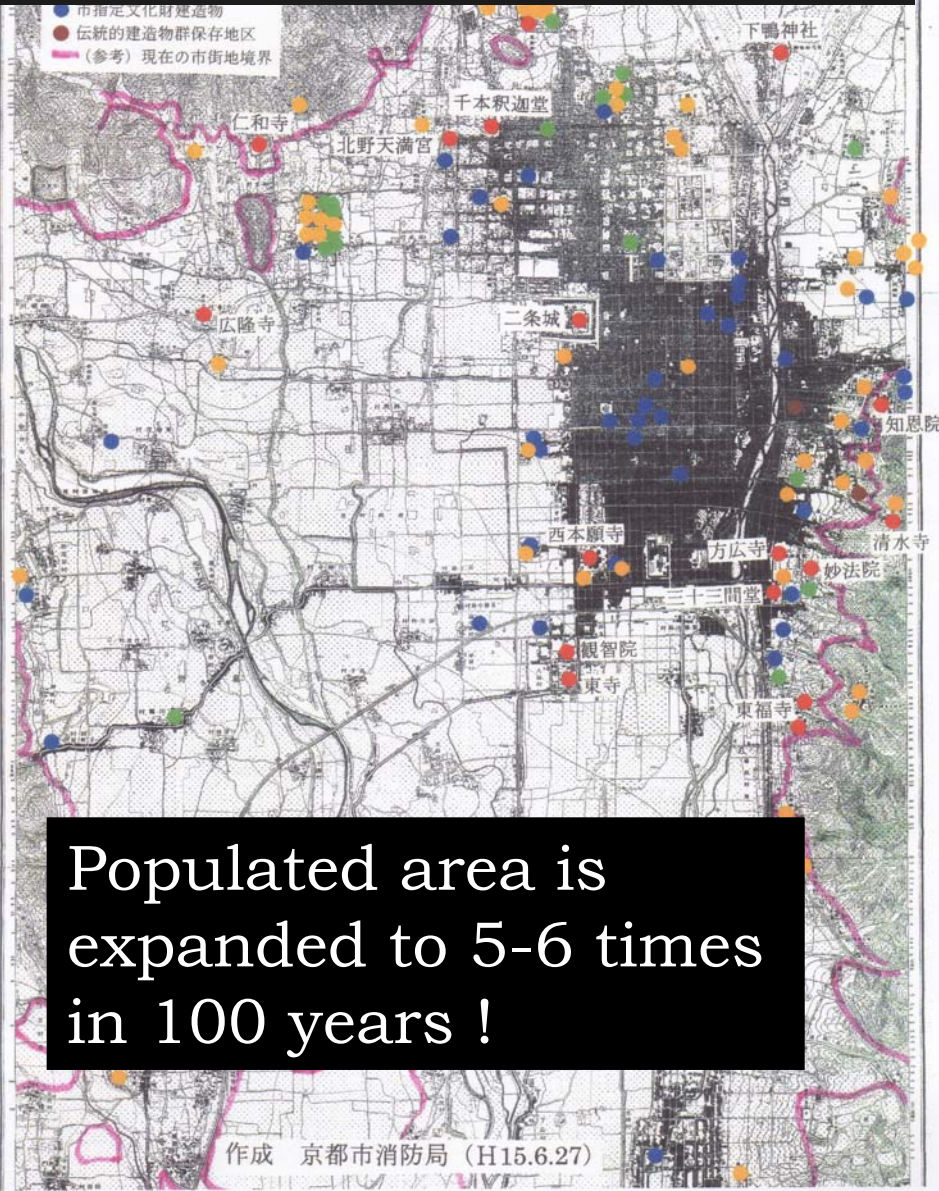 市指定文化財建造物
伝統的建造物群保存地区
(参考) 現在の市街地境界
下鴨神社
千本釈迦堂
仁和寺
北野天満宮
広隆寺
二条城
知恩院
西本願寺
方広寺
清水寺
妙法院
三十三間堂
観智院
東寺
東福寺
Populated area is
expanded to 5-6 times
in 100 years !
作成 京都市消防局 (H15.6.27)